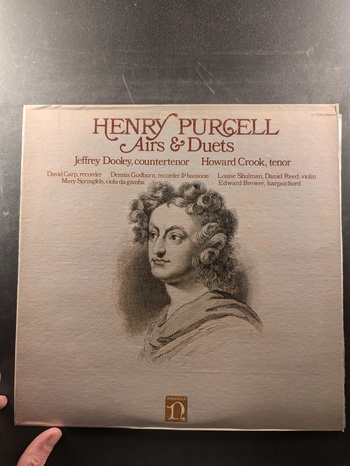 HENRY PURCELL
Airs & Duets
Jeffrey Dooley, countertenor Howard Crook, tenor
David Carp, recorder Dennis Godburn, recorder & bassoon Louise Shulman, Daniel Reed, violin
Mary Springfels, viola da gamba Edward Brewer, harpsichord
NONESUCH
n